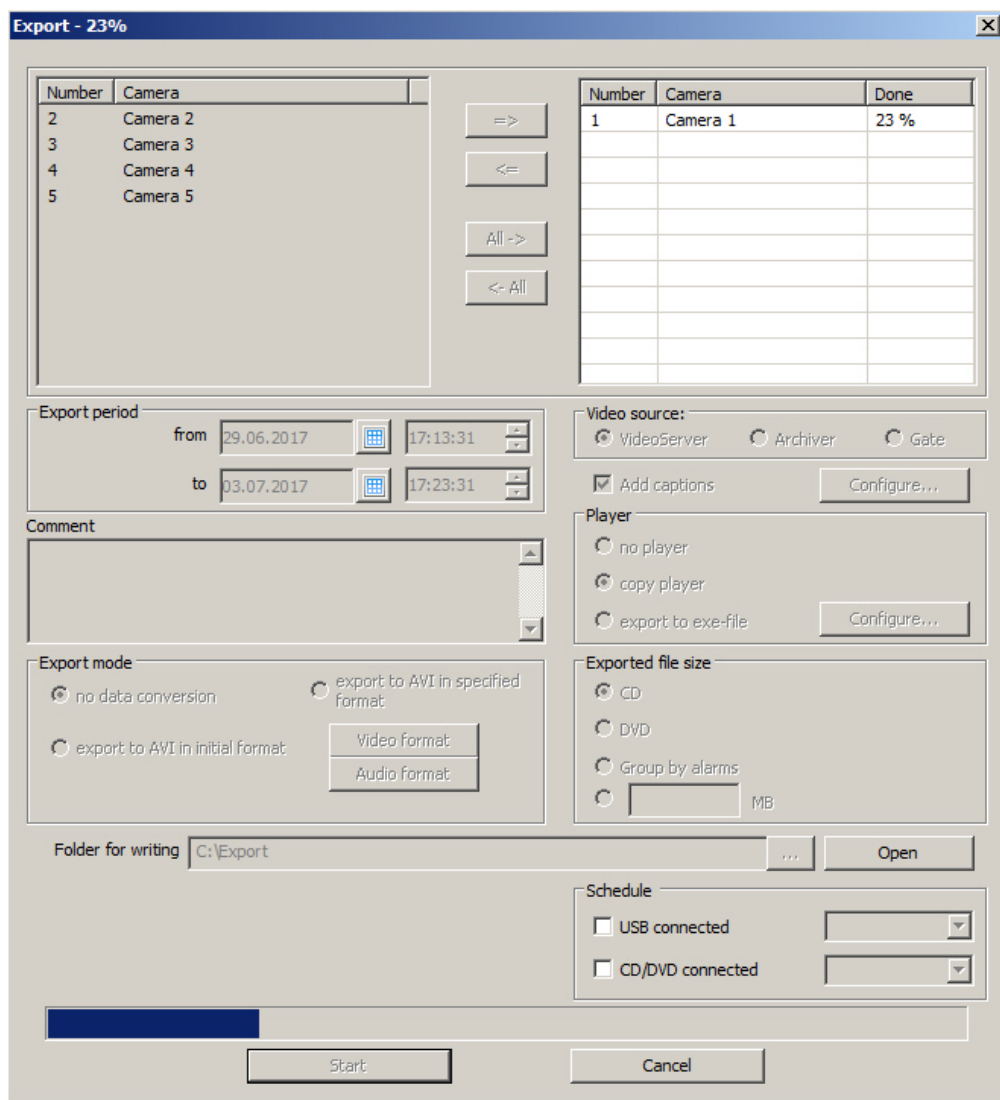 Export - 23%
Number Camera
2 Camera 2
3 Camera 3
4 Camera 4
5 Camera 5
=>
<=
All ->
<- All
Number Camera Done
1 Camera 1 23 %
Export period
from 29.06.2017 17:13:31
to 03.07.2017 17:23:31
Video source:
VideoServer Archiver Gate
Add captions Configure...
Comment
Player
no player
copy player
export to exe-file Configure...
Export mode
no data conversion
export to AVI in specified
format
export to AVI in initial format
Video format
Audio format
Exported file size
CD
DVD
Group by alarms
MB
Folder for writing C:\Export ... Open
Schedule
USB connected
CD/DVD connected
Start Cancel